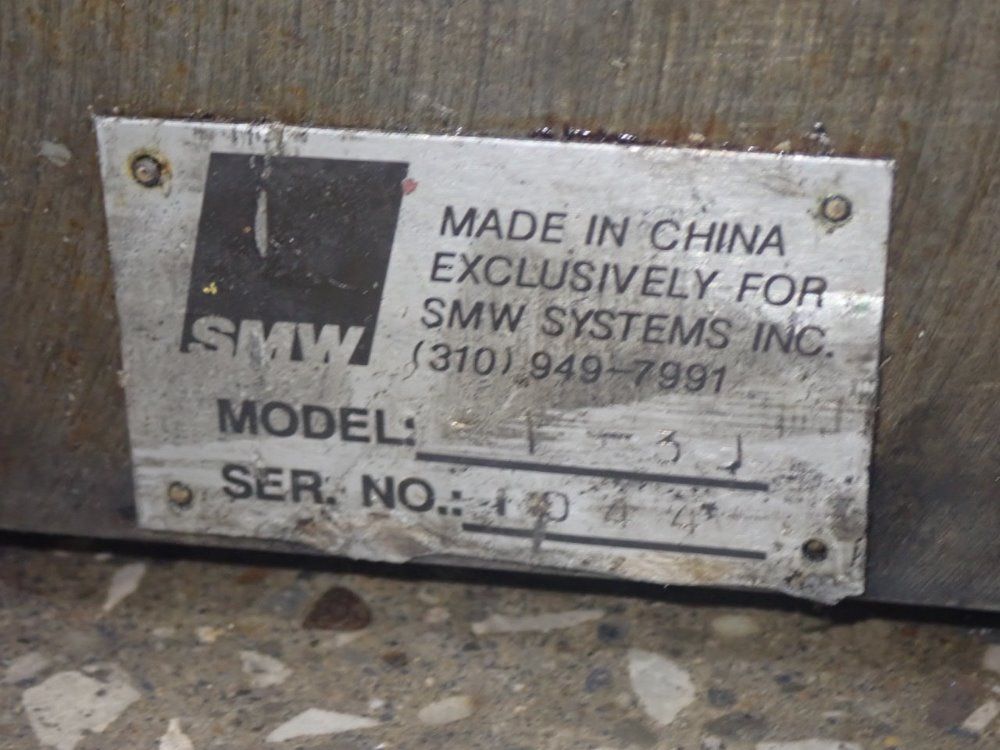 SMW
MADE IN CHINA
EXCLUSIVELY FOR
SMW SYSTEMS INC.
(310) 949-7991
MODEL:
SER. NO.: